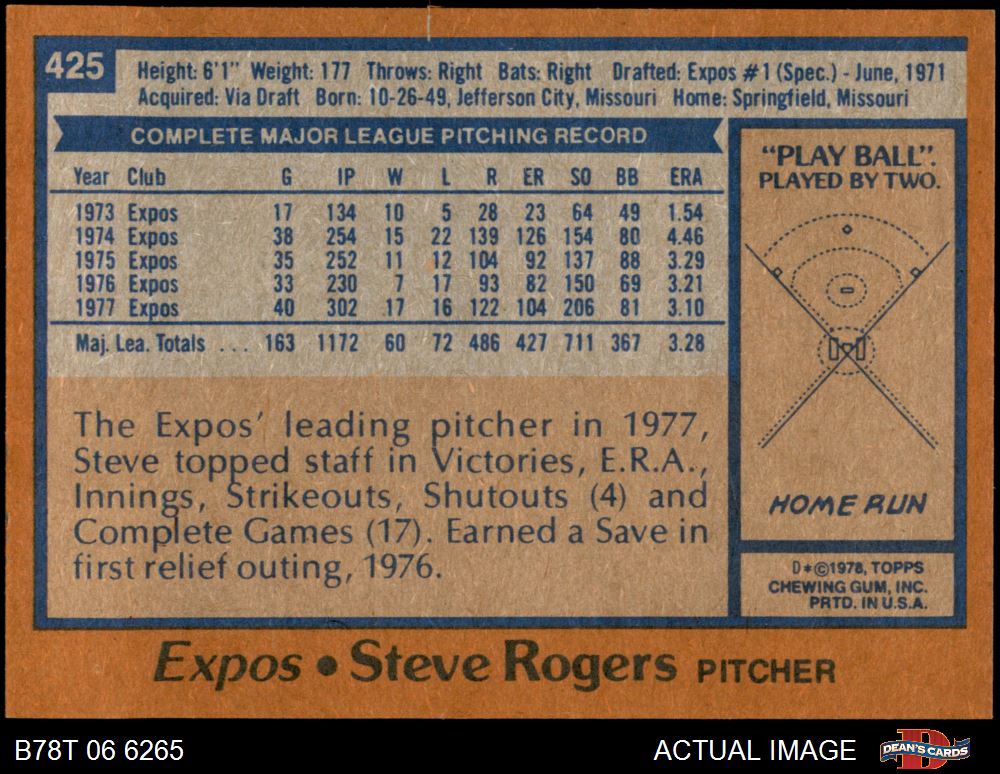 425
Height: 6'1" Weight: 177 Throws: Right Bats: Right Drafted: Expos #1 (Spec.) - June, 1971
Acquired: Via Draft Born: 10-26-49, Jefferson City, Missouri Home: Springfield, Missouri
COMPLETE MAJOR LEAGUE PITCHING RECORD
Year Club G IP W L R ER SO BB ERA
1973 Expos 17 134 10 5 28 23 64 49 1.54
1974 Expos 38 254 15 22 139 126 154 80 4.46
1975 Expos 35 252 11 12 104 92 137 88 3.29
1976 Expos 33 230 7 17 93 82 150 69 3.21
1977 Expos 40 302 17 16 122 104 206 81 3.10
Maj. Lea. Totals ... 163 1172 60 72 486 427 711 367 3.28
The Expos' leading pitcher in 1977,
Steve topped staff in Victories, E.R.A.,
Innings, Strikeouts, Shutouts (4) and
Complete Games (17). Earned a Save in
first relief outing, 1976.
"PLAY BALL".
PLAYED BY TWO.
HOME RUN
D*©1978, TOPPS
CHEWING GUM, INC.
PRTD. IN U.S.A.
Expos • Steve Rogers PITCHER
B78T 06 6265 ACTUAL IMAGE DEAN'S CARDS